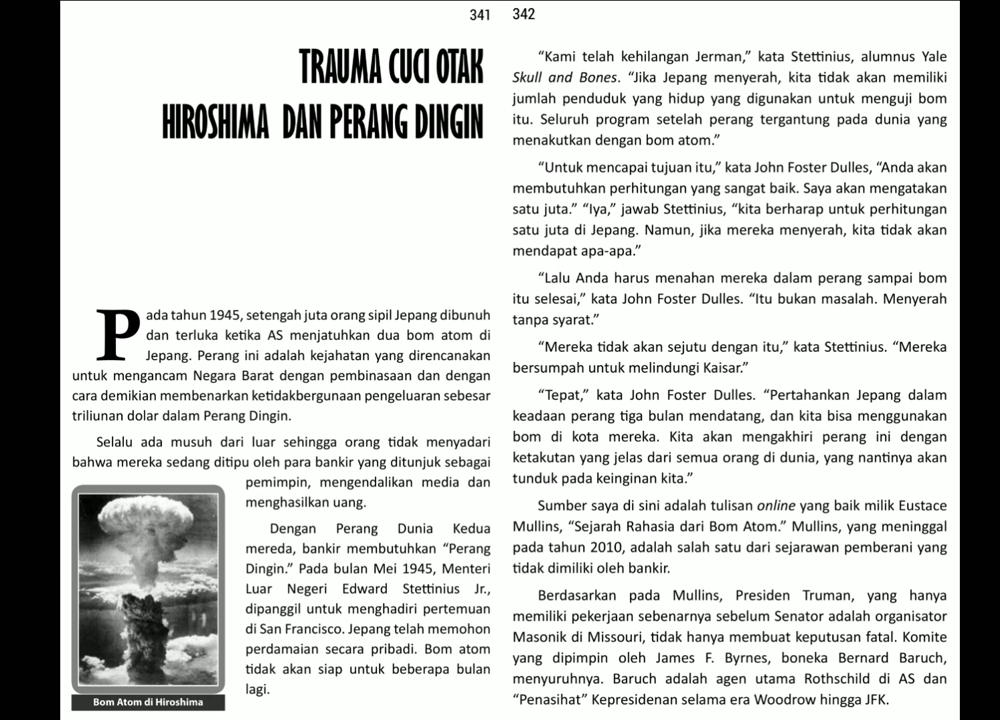 341
TRAUMA CUCI OTAK
HIROSHIMA DAN PERANG DINGIN
Pada tahun 1945, setengah juta orang sipil Jepang dibunuh
dan terluka ketika AS menjatuhkan dua bom atom di
Jepang. Perang ini adalah kejahatan yang direncanakan
untuk mengancam Negara Barat dengan pembinasaan dan dengan
cara demikian membenarkan ketidakbergunaan pengeluaran sebesar
triliunan dolar dalam Perang Dingin.
Selalu ada musuh dari luar sehingga orang tidak menyadari
bahwa mereka sedang ditipu oleh para bankir yang ditunjuk sebagai
pemimpin, mengendalikan media dan
menghasilkan uang.
Dengan Perang Dunia Kedua
mereda, bankir membutuhkan “Perang
Dingin.” Pada bulan Mei 1945, Menteri
Luar Negeri Edward Stettinius Jr.,
dipanggil untuk menghadiri pertemuan
di San Francisco. Jepang telah memohon
perdamaian secara pribadi. Bom atom
tidak akan siap untuk beberapa bulan
lagi.
Bom Atom di Hiroshima
342
“Kami telah kehilangan Jerman,” kata Stettinius, alumnus Yale
Skull and Bones. “Jika Jepang menyerah, kita tidak akan memiliki
jumlah penduduk yang hidup yang digunakan untuk menguji bom
itu. Seluruh program setelah perang tergantung pada dunia yang
menakutkan dengan bom atom.”
“Untuk mencapai tujuan itu,” kata John Foster Dulles, “Anda akan
membutuhkan perhitungan yang sangat baik. Saya akan mengatakan
satu juta.” “Iya,” jawab Stettinius, “kita berharap untuk perhitungan
satu juta di Jepang. Namun, jika mereka menyerah, kita tidak akan
mendapat apa-apa.”
“Lalu Anda harus menahan mereka dalam perang sampai bom
itu selesai,” kata John Foster Dulles. “Itu bukan masalah. Menyerah
tanpa syarat.”
“Mereka tidak akan sejutu dengan itu,” kata Stettinius. “Mereka
bersumpah untuk melindungi Kaisar.”
“Tepat,” kata John Foster Dulles. “Pertahankan Jepang dalam
keadaan perang tiga bulan mendatang, dan kita bisa menggunakan
bom di kota mereka. Kita akan mengakhiri perang ini dengan
ketakutan yang jelas dari semua orang di dunia, yang nantinya akan
tunduk pada keinginan kita.”
Sumber saya di sini adalah tulisan online yang baik milik Eustace
Mullins, “Sejarah Rahasia dari Bom Atom.” Mullins, yang meninggal
pada tahun 2010, adalah salah satu dari sejarawan pemberani yang
tidak dimiliki oleh bankir.
Berdasarkan pada Mullins, Presiden Truman, yang hanya
memiliki pekerjaan sebenarnya sebelum Senator adalah organisator
Masonik di Missouri, tidak hanya membuat keputusan fatal. Komite
yang dipimpin oleh James F. Byrnes, boneka Bernard Baruch,
menyuruhnya. Baruch adalah agen utama Rothschild di AS dan
“Penasihat” Kepresidenan selama era Woodrow hingga JFK.